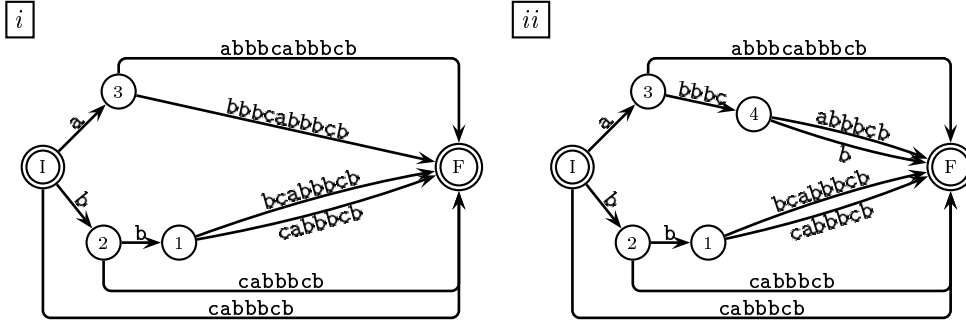 i ii
abbbcabbbcb abbbcabbbcb
3 3
a bbbcabbbcb a bbbc 4 abbbcb
b
I F I F
b bcabbbcb b bcabbbcb
cabbbcb cabbbcb
2 b 1 2 b 1
cabbbcb cabbbcb
cabbbcb cabbbcb